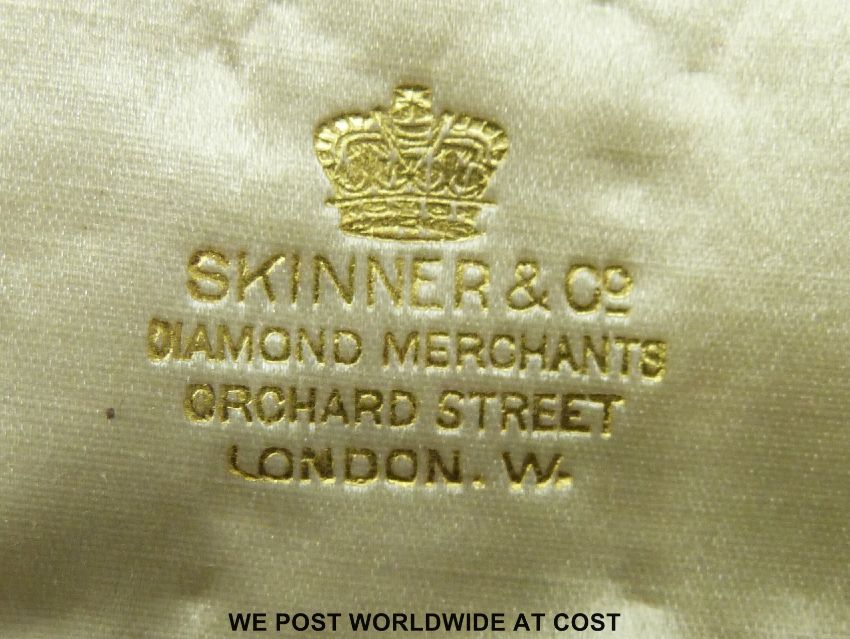 SKINNER & Cº
DIAMOND MERCHANTS
ORCHARD STREET
LONDON. W.
WE POST WORLDWIDE AT COST